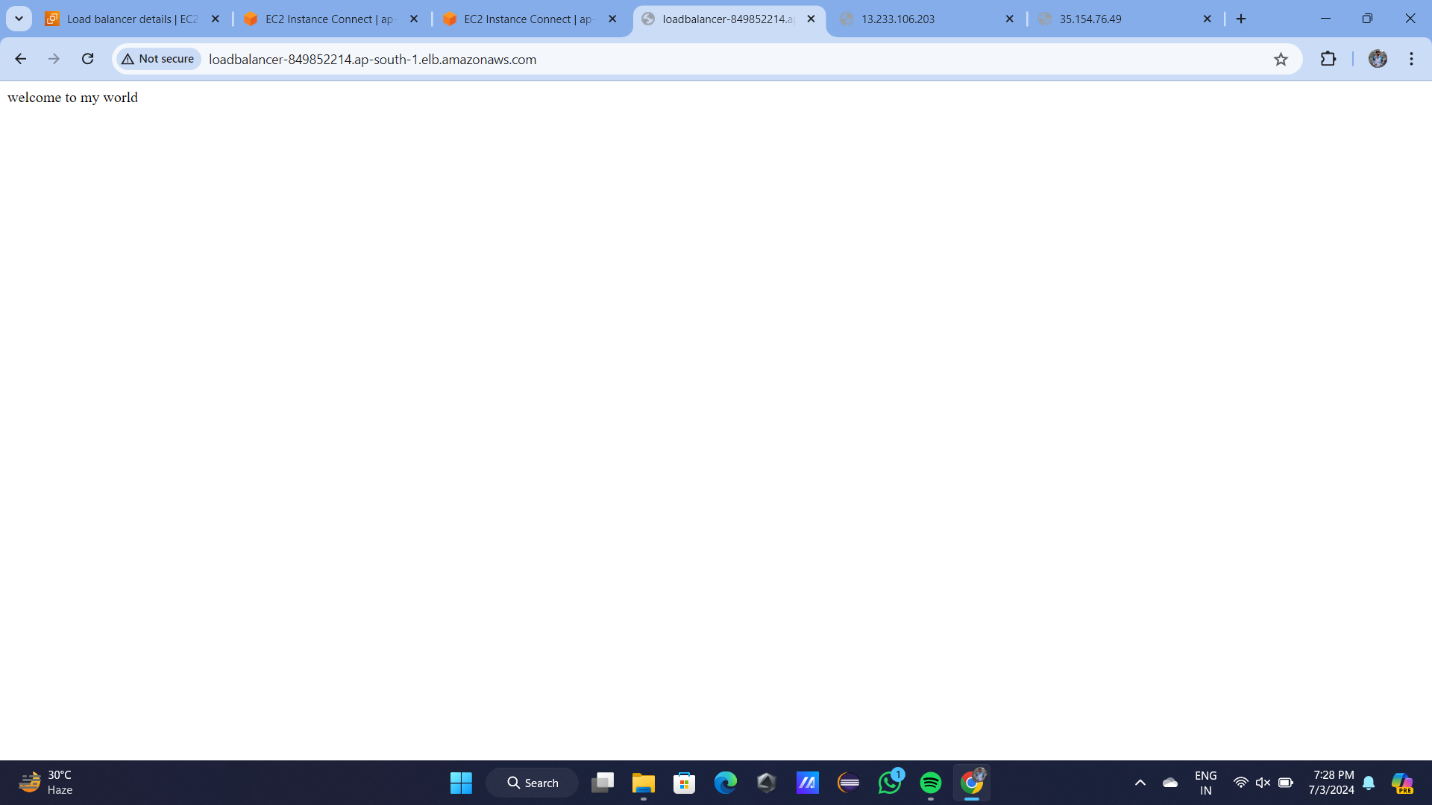 Load balancer details | EC2
EC2 Instance Connect | ap-
EC2 Instance Connect | ap-
loadbalancer-849852214.a
13.233.106.203
35.154.76.49
Not secure
loadbalancer-849852214.ap-south-1.elb.amazonaws.com
welcome to my world
30°C
Haze
Search
1
ENG
IN
7:28 PM
7/3/2024
PRE